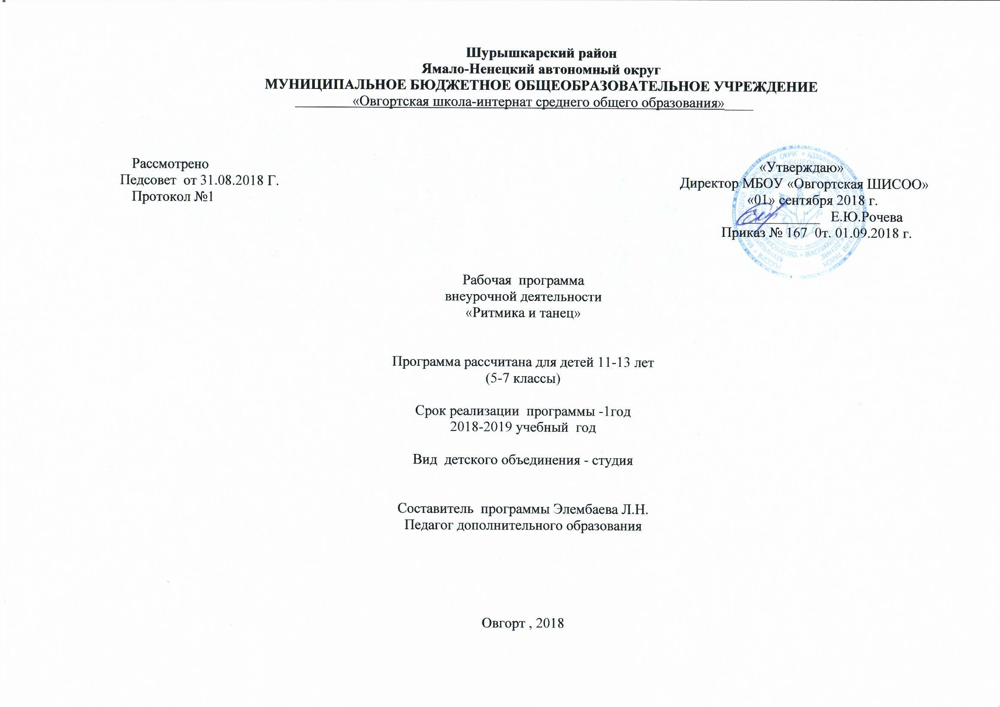 Шурышкарский район
Ямало-Ненецкий автономный округ
МУНИЦИПАЛЬНОЕ БЮДЖЕТНОЕ ОБЩЕОБРАЗОВАТЕЛЬНОЕ УЧРЕЖДЕНИЕ
«Овгортская школа-интернат среднего общего образования»
Рассмотрено
Педсовет от 31.08.2018 Г.
Протокол №1
«Утверждаю»
Директор МБОУ «Овгортская ШИСОО»
«01» сентября 2018 г.
Е.Ю.Рочева
Приказ № 167 0т. 01.09.2018 г.
Рабочая программа
внеурочной деятельности
«Ритмика и танец»
Программа рассчитана для детей 11-13 лет
(5-7 классы)
Срок реализации программы -1год
2018-2019 учебный год
Вид детского объединения - студия
Составитель программы Элембаева Л.Н.
Педагог дополнительного образования
Овгорт , 2018